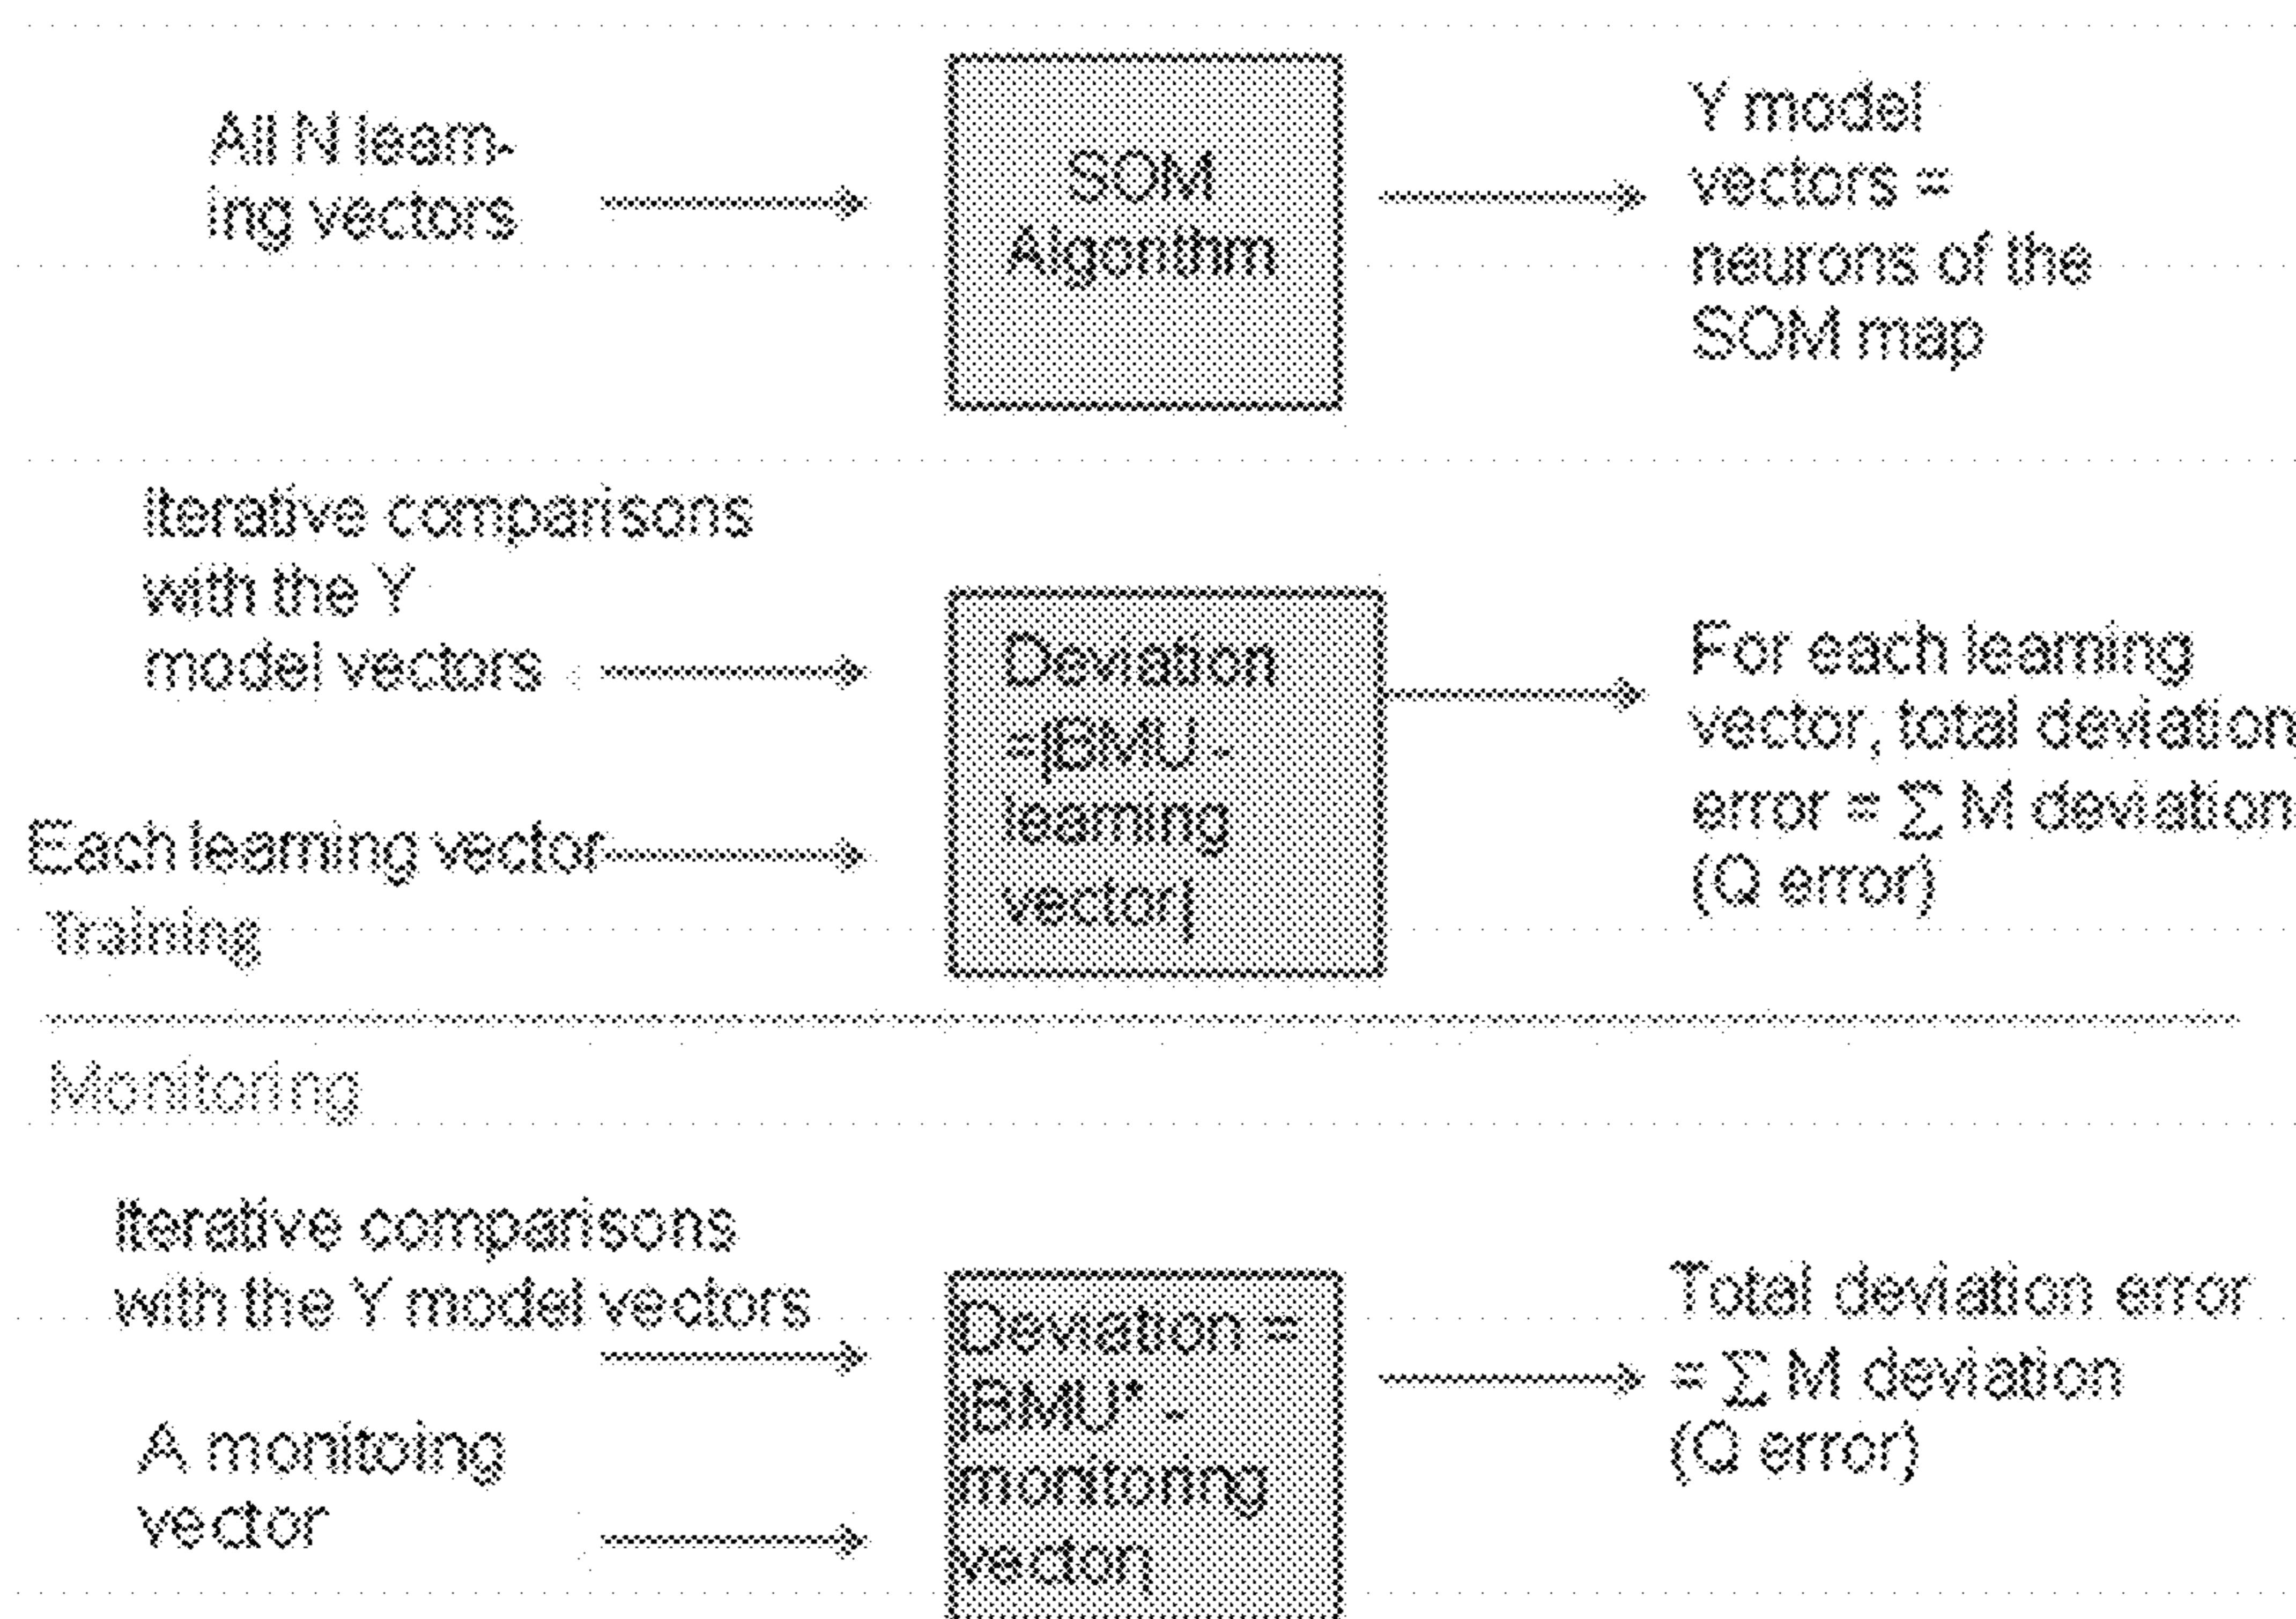 All N learn-
ing vectors
SOM
Algorithm
Y model
vectors =
neurons of the
SOM map
Iterative comparisons
with the Y
model vectors
Each learning vector
Deviation
=|BMU -
learning
vector|
For each learning
vector, total deviation
error = ∑ M deviation
(Q error)
Training
Monitoring
Iterative comparisons
with the Y model vectors
A monitoing
vector
Deviation =
|BMU* -
monitoring
vector|
Total deviation error
= ∑ M deviation
(Q error)